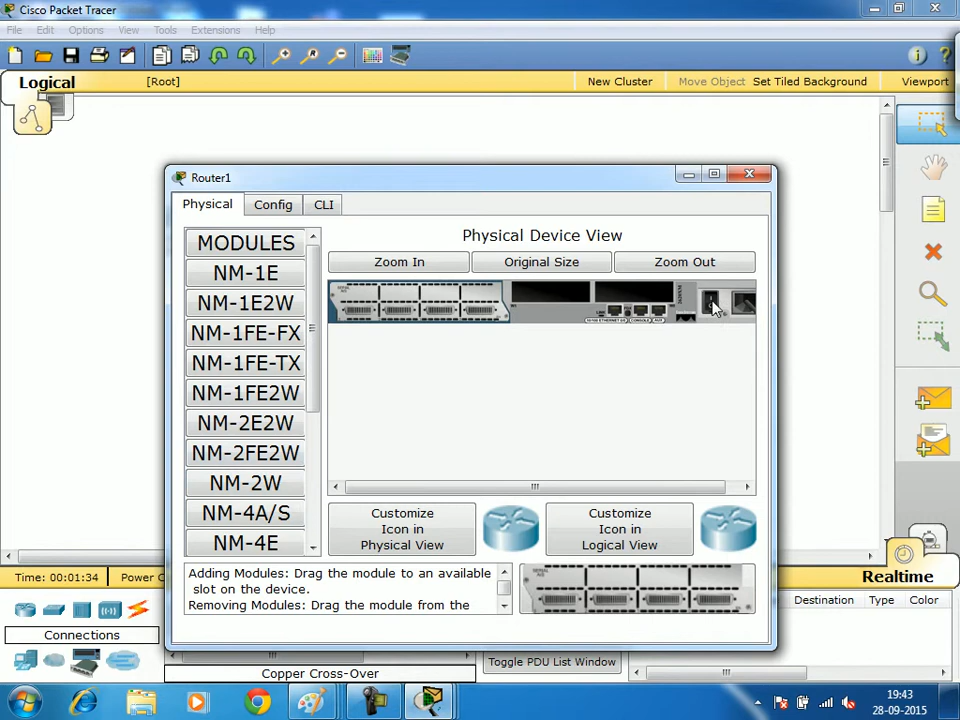 Cisco Packet Tracer
File Edit Options View Tools Extensions Help
Logical [Root] New Cluster Move Object Set Tiled Background Viewport
Router1
Physical Config CLI
MODULES
NM-1E
NM-1E2W
NM-1FE-FX
NM-1FE-TX
NM-1FE2W
NM-2E2W
NM-2FE2W
NM-2W
NM-4A/S
NM-4E
Physical Device View
Zoom In Original Size Zoom Out
Customize
Icon in
Physical View
Customize
Icon in
Logical View
Adding Modules: Drag the module to an available
slot on the device.
Removing Modules: Drag the module from the
Time: 00:01:34 Power C
Realtime
Destination Type Color
Connections
Copper Cross-Over
Toggle PDU List Window
19:43
28-09-2015